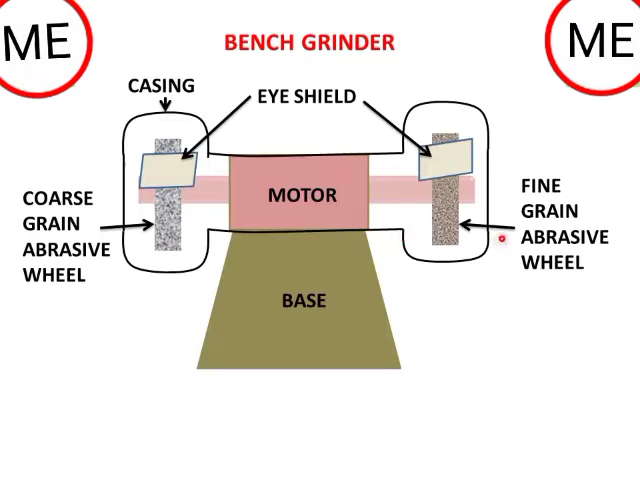 ME
BENCH GRINDER
ME
CASING
EYE SHIELD
MOTOR
COARSE
GRAIN
ABRASIVE
WHEEL
FINE
GRAIN
ABRASIVE
WHEEL
BASE